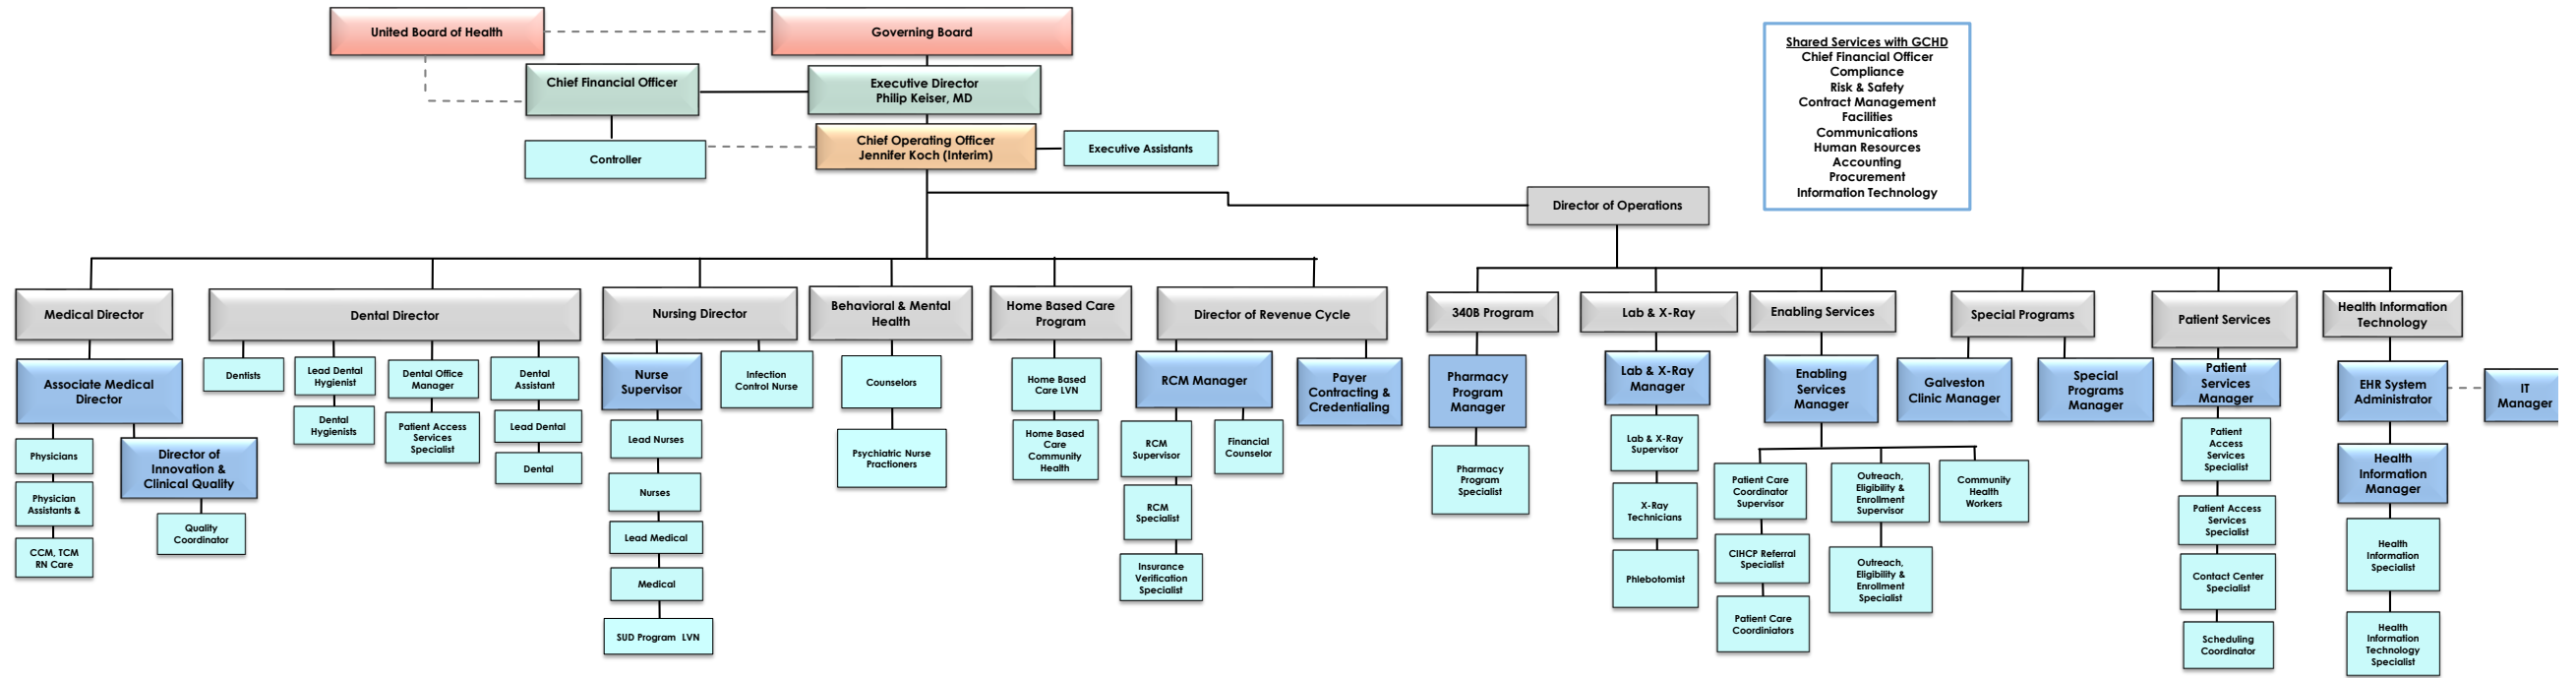 United Board of Health
Governing Board
Shared Services with GCHD
Chief Financial Officer
Compliance
Risk & Safety
Contract Management
Facilities
Communications
Human Resources
Accounting
Procurement
Information Technology
Chief Financial Officer
Executive Director
Philip Keiser, MD
Controller
Chief Operating Officer
Jennifer Koch (Interim)
Executive Assistants
Director of Operations
Medical Director
Associate Medical
Director
Physicians
Physician
Assistants &
CCM, TCM
RN Care
Director of
Innovation &
Clinical Quality
Quality
Coordinator
Dental Director
Dentists
Lead Dental
Hygienist
Dental
Hygienists
Dental Office
Manager
Patient Access
Services
Specialist
Dental
Assistant
Lead Dental
Dental
Nursing Director
Nurse
Supervisor
Lead Nurses
Nurses
Lead Medical
Medical
SUD Program LVN
Infection
Control Nurse
Behavioral & Mental
Health
Counselors
Psychiatric Nurse
Practioners
Home Based Care
Program
Home Based
Care LVN
Home Based
Care
Community
Health
Director of Revenue Cycle
RCM Manager
RCM
Supervisor
RCM
Specialist
Insurance
Verification
Specialist
Financial
Counselor
Payer
Contracting &
Credentialing
340B Program
Pharmacy
Program
Manager
Pharmacy
Program
Specialist
Lab & X-Ray
Lab & X-Ray
Manager
Lab & X-Ray
Supervisor
X-Ray
Technicians
Phlebotomist
Enabling Services
Enabling
Services
Manager
Patient Care
Coordinator
Supervisor
CIHCP Referral
Specialist
Patient Care
Coordiniators
Outreach,
Eligibility &
Enrollment
Supervisor
Outreach,
Eligibility &
Enrollment
Specialist
Community
Health
Workers
Special Programs
Galveston
Clinic Manager
Special
Programs
Manager
Patient Services
Patient
Services
Manager
Patient
Access
Services
Specialist
Patient Access
Services
Specialist
Contact Center
Specialist
Scheduling
Coordinator
Health Information
Technology
EHR System
Administrator
IT
Manager
Health
Information
Manager
Health
Information
Specialist
Health
Information
Technology
Specialist